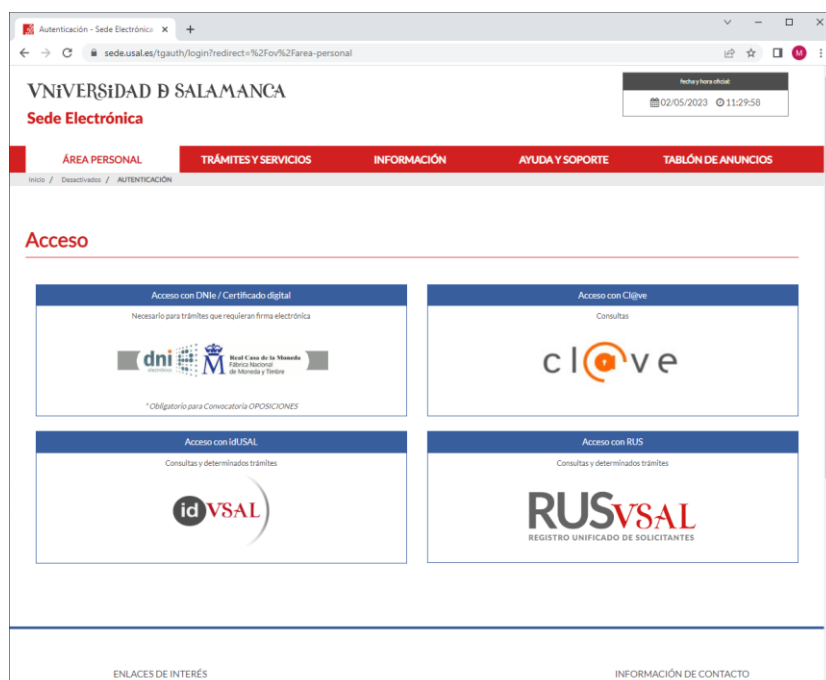 Autenticación - Sede Electrónica
sede.usal.es/tgauth/login?redirect=%2Fov%2Farea-personal
M
VNiVERSiDAD Ð SALAMANCA
Sede Electrónica
fecha y hora oficial:
02/05/2023 11:29:58
ÁREA PERSONAL TRÁMITES Y SERVICIOS INFORMACIÓN AYUDA Y SOPORTE TABLÓN DE ANUNCIOS
Inicio / Desactivados / AUTENTICACIÓN
Acceso
Acceso con DNIe / Certificado digital
Necesario para trámites que requieran firma electrónica
dni
electrónico
M
Real Casa de la Moneda
Fábrica Nacional
de Moneda y Timbre
* Obligatorio para Convocatoria OPOSICIONES
Acceso con Cl@ve
Consultas
cl@ve
Acceso con idUSAL
Consultas y determinados trámites
id VSAL
Acceso con RUS
Consultas y determinados trámites
RUSVSAL
REGISTRO UNIFICADO DE SOLICITANTES
ENLACES DE INTERÉS
INFORMACIÓN DE CONTACTO